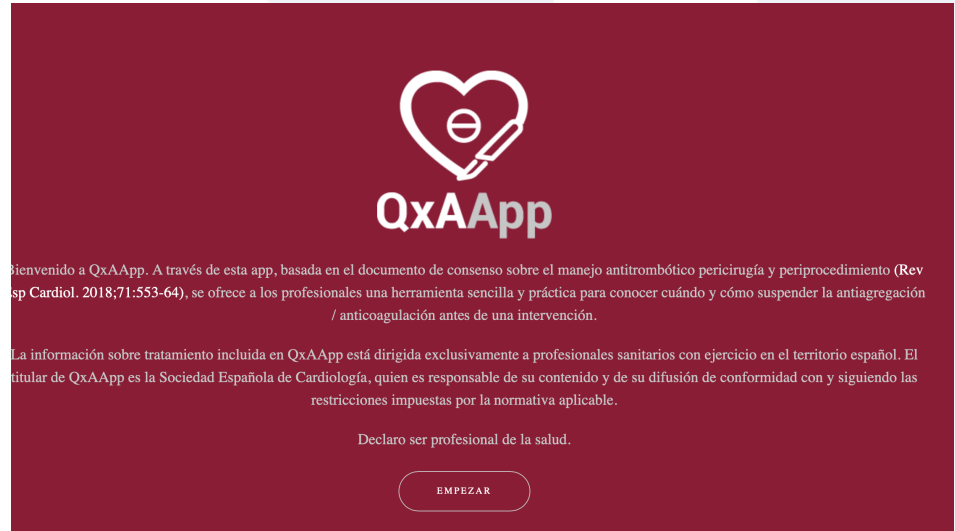 QxAApp
Bienvenido a QxAApp. A través de esta app, basada en el documento de consenso sobre el manejo antitrombótico pericirugía y periprocedimiento (Rev
Esp Cardiol. 2018;71:553-64), se ofrece a los profesionales una herramienta sencilla y práctica para conocer cuándo y cómo suspender la antiagregación
/ anticoagulación antes de una intervención.
La información sobre tratamiento incluida en QxAApp está dirigida exclusivamente a profesionales sanitarios con ejercicio en el territorio español. El
titular de QxAApp es la Sociedad Española de Cardiología, quien es responsable de su contenido y de su difusión de conformidad con y siguiendo las
restricciones impuestas por la normativa aplicable.
Declaro ser profesional de la salud.
EMPEZAR